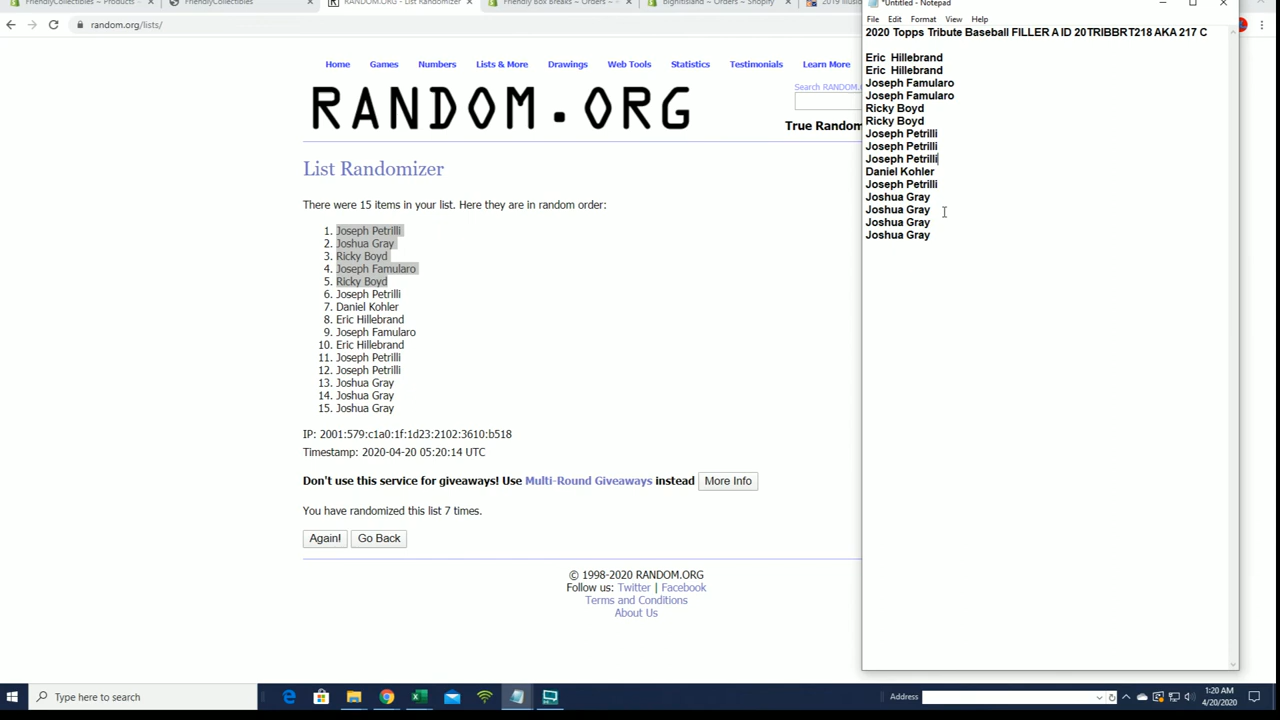 FriendlyCollectibles - Products -
FriendlyCollectibles
RANDOM.ORG - List Randomizer
Friendly Box Breaks - Orders -
bignitisland - Orders - Shopify
*Untitled - Notepad
random.org/lists/
File Edit Format View Help
2020 Topps Tribute Baseball FILLER A ID 20TRIBBRT218 AKA 217 C
Eric Hillebrand
Eric Hillebrand
Joseph Famularo
Joseph Famularo
Ricky Boyd
Ricky Boyd
Joseph Petrilli
Joseph Petrilli
Joseph Petrilli
Daniel Kohler
Joseph Petrilli
Joshua Gray
Joshua Gray
Joshua Gray
Joshua Gray
Home Games Numbers Lists & More Drawings Web Tools Statistics Testimonials Learn More
RANDOM.ORG
Search RANDOM.
True Random
List Randomizer
There were 15 items in your list. Here they are in random order:
1. Joseph Petrilli
2. Joshua Gray
3. Ricky Boyd
4. Joseph Famularo
5. Ricky Boyd
6. Joseph Petrilli
7. Daniel Kohler
8. Eric Hillebrand
9. Joseph Famularo
10. Eric Hillebrand
11. Joseph Petrilli
12. Joseph Petrilli
13. Joshua Gray
14. Joshua Gray
15. Joshua Gray
IP: 2001:579:c1a0:1f:1d23:2102:3610:b518
Timestamp: 2020-04-20 05:20:14 UTC
Don't use this service for giveaways! Use Multi-Round Giveaways instead More Info
You have randomized this list 7 times.
Again! Go Back
© 1998-2020 RANDOM.ORG
Follow us: Twitter | Facebook
Terms and Conditions
About Us
Type here to search
Address
1:20 AM
4/20/2020